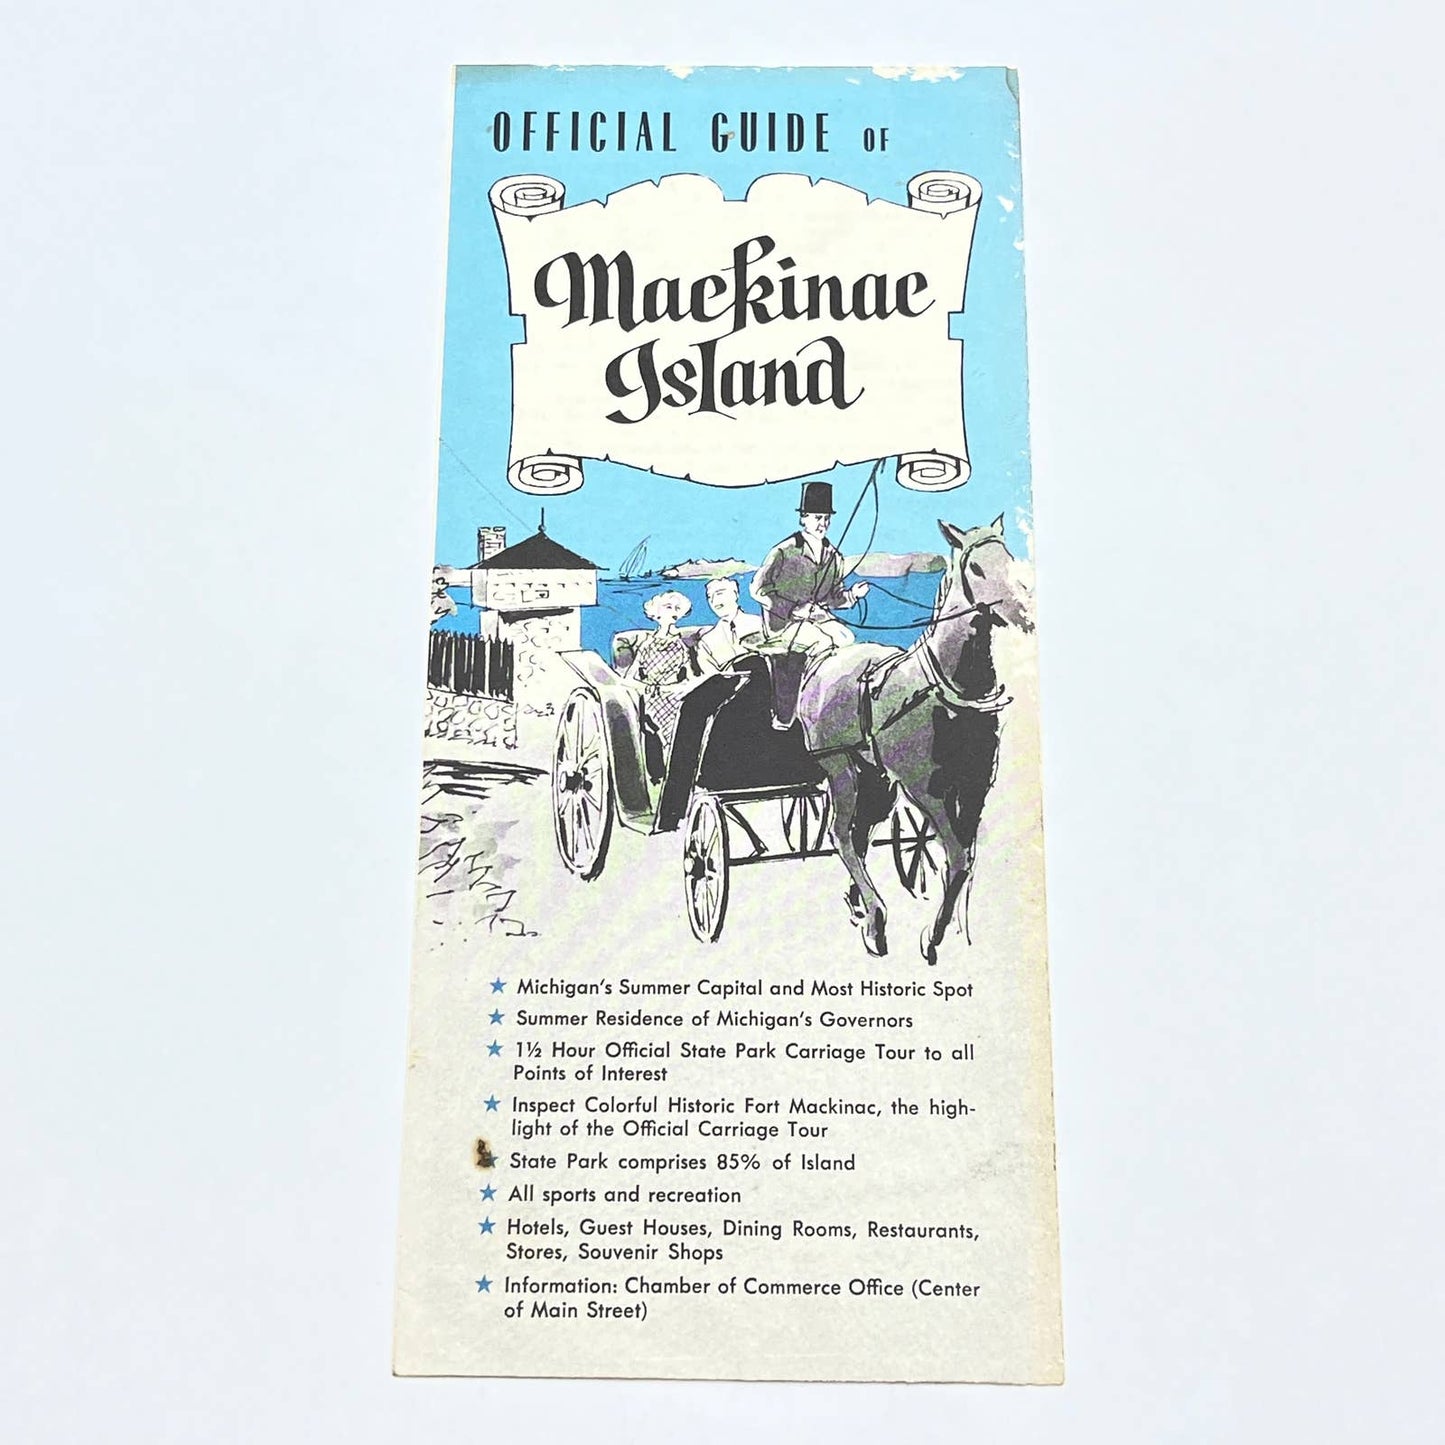 OFFICIAL GUIDE OF
Mackinac
Island
★ Michigan's Summer Capital and Most Historic Spot
★ Summer Residence of Michigan's Governors
★ 1½ Hour Official State Park Carriage Tour to all
Points of Interest
★ Inspect Colorful Historic Fort Mackinac, the high-
light of the Official Carriage Tour
★ State Park comprises 85% of Island
★ All sports and recreation
★ Hotels, Guest Houses, Dining Rooms, Restaurants,
Stores, Souvenir Shops
★ Information: Chamber of Commerce Office (Center
of Main Street)